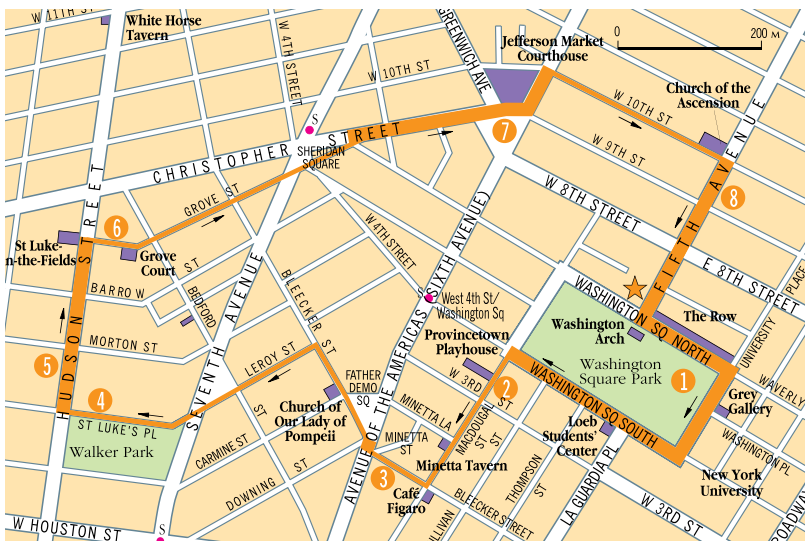 W 11TH ST
White Horse
Tavern
W 4TH STREET
GREENWICH AVE
Jefferson Market
Courthouse
0
200 M
W 10TH ST
Church of the
Ascension
W 10TH ST
S
CHRISTOPHER STREET
SHERIDAN
SQUARE
7
W 9TH ST
FIFTH AVENUE
8
W 8TH STREET
E 8TH STREET
GROVE ST
6
St Luke-
n-the-Fields
Grove
Court
HUDSON STREET
BARROW ST
BEDFORD
SEVENTH AVENUE
BLEECKER ST
W 4TH STREET
AVENUE OF THE AMERICAS (SIXTH AVENUE)
West 4th St/
Washington Sq
WASHINGTON SQ NORTH
The Row
UNIVERSITY PLACE
Washington
Arch
Washington
Square Park
1
Provincetown
Playhouse
W 3RD ST
2
MORTON ST
LEROY ST
5
4
ST LUKE'S PL
Walker Park
FATHER
DEMO
SQ
Church of
Our Lady of
Pompeii
CARMINE ST
DOWNING ST
MINETTA LA
MINETTA
ST
MACDOUGAL ST
Minetta Tavern
3
Café
Figaro
WASHINGTON SQ SOUTH
Loeb
Students'
Center
WAVERLY
Grey
Gallery
WASHINGTON PL
New York
University
THOMPSON ST
LA GUARDIA PL
BLEECKER STREET
ULLIVAN ST
W 3RD ST
ROADWAY
W HOUSTON ST
S